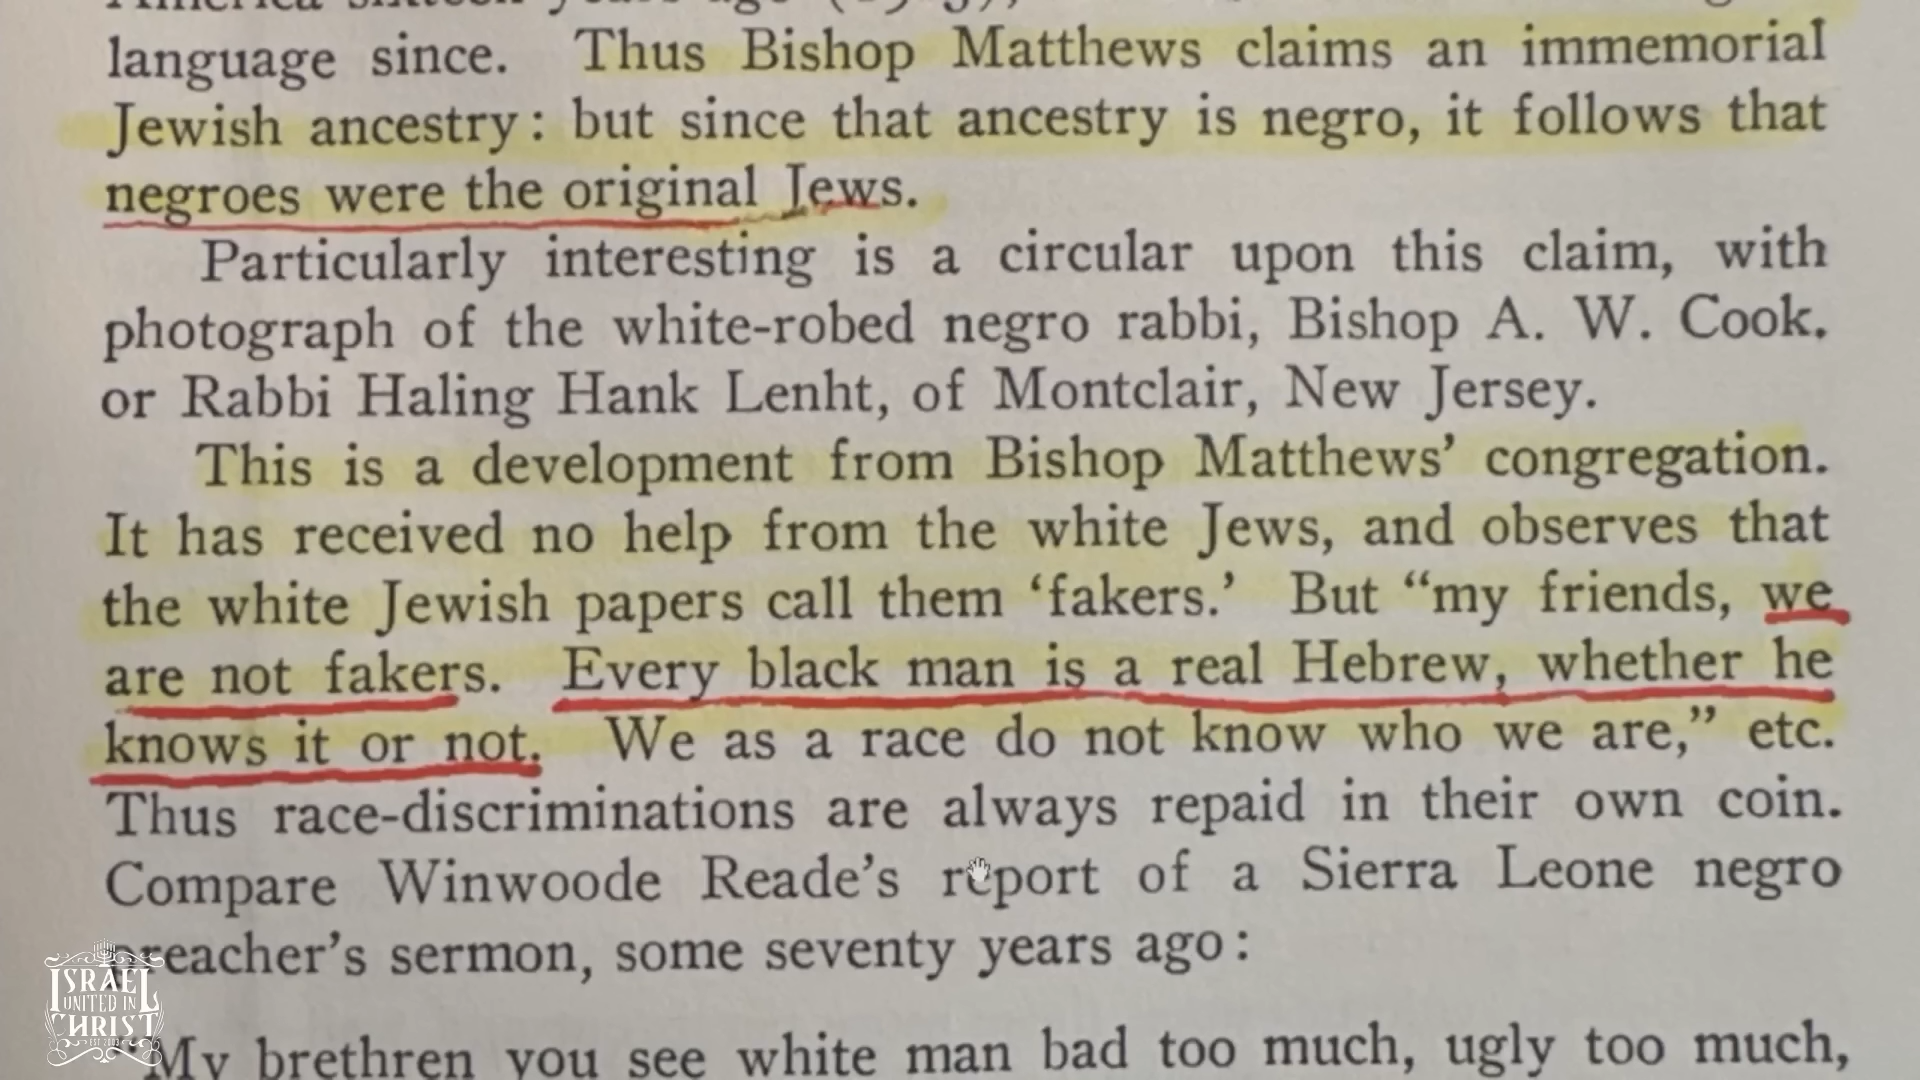 language since. Thus Bishop Matthews claims an immemorial
Jewish ancestry: but since that ancestry is negro, it follows that
negroes were the original Jews.
Particularly interesting is a circular upon this claim, with
photograph of the white-robed negro rabbi, Bishop A. W. Cook.
or Rabbi Haling Hank Lenht, of Montclair, New Jersey.
This is a development from Bishop Matthews’ congregation.
It has received no help from the white Jews, and observes that
the white Jewish papers call them ‘fakers.’ But “my friends, we
are not fakers. Every black man is a real Hebrew, whether he
knows it or not. We as a race do not know who we are,” etc.
Thus race-discriminations are always repaid in their own coin.
Compare Winwoode Reade’s report of a Sierra Leone negro
preacher’s sermon, some seventy years ago:
“My brethren you see white man bad too much, ugly too much,
ISRAEL
UNITED IN
CHRIST
EST 2003